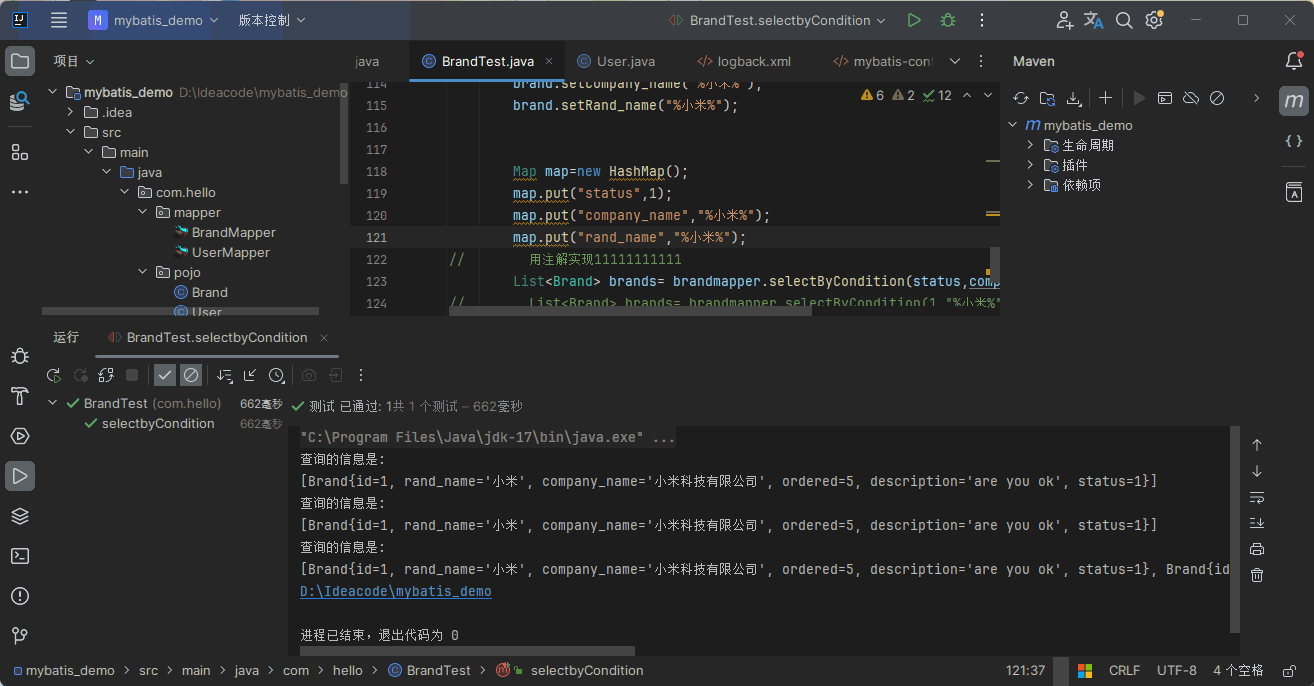 M mybatis_demo 版本控制 BrandTest.selectbyCondition
项目
java BrandTest.java User.java logback.xml mybatis-con
Maven
mybatis_demo D:\Ideacode\mybatis_demo
.idea
src
main
java
com.hello
mapper
BrandMapper
UserMapper
pojo
Brand
User
6 2 12
114 brand.setCompany_name("%小米%");
115 brand.setRand_name("%小米%");
116
117
118 Map map=new HashMap();
119 map.put("status",1);
120 map.put("company_name","%小米%");
121 map.put("rand_name","%小米%");
122 // 用注解实现11111111111
123 List<Brand> brands= brandmapper.selectByCondition(status,comp
124 // List<Brand> brands= brandmapper.selectByCondition(1,"%小米%"
m mybatis_demo
生命周期
插件
依赖项
m
运行 BrandTest.selectbyCondition
BrandTest (com.hello) 662毫秒
selectbyCondition 662毫秒
测试 已通过: 1共 1 个测试 – 662毫秒
"C:\Program Files\Java\jdk-17\bin\java.exe" ...
查询的信息是:
[Brand{id=1, rand_name='小米', company_name='小米科技有限公司', ordered=5, description='are you ok', status=1}]
查询的信息是:
[Brand{id=1, rand_name='小米', company_name='小米科技有限公司', ordered=5, description='are you ok', status=1}]
查询的信息是:
[Brand{id=1, rand_name='小米', company_name='小米科技有限公司', ordered=5, description='are you ok', status=1}, Brand{id
D:\Ideacode\mybatis_demo
进程已结束，退出代码为 0
mybatis_demo > src > main > java > com > hello > BrandTest > selectbyCondition
121:37 CRLF UTF-8 4 个空格